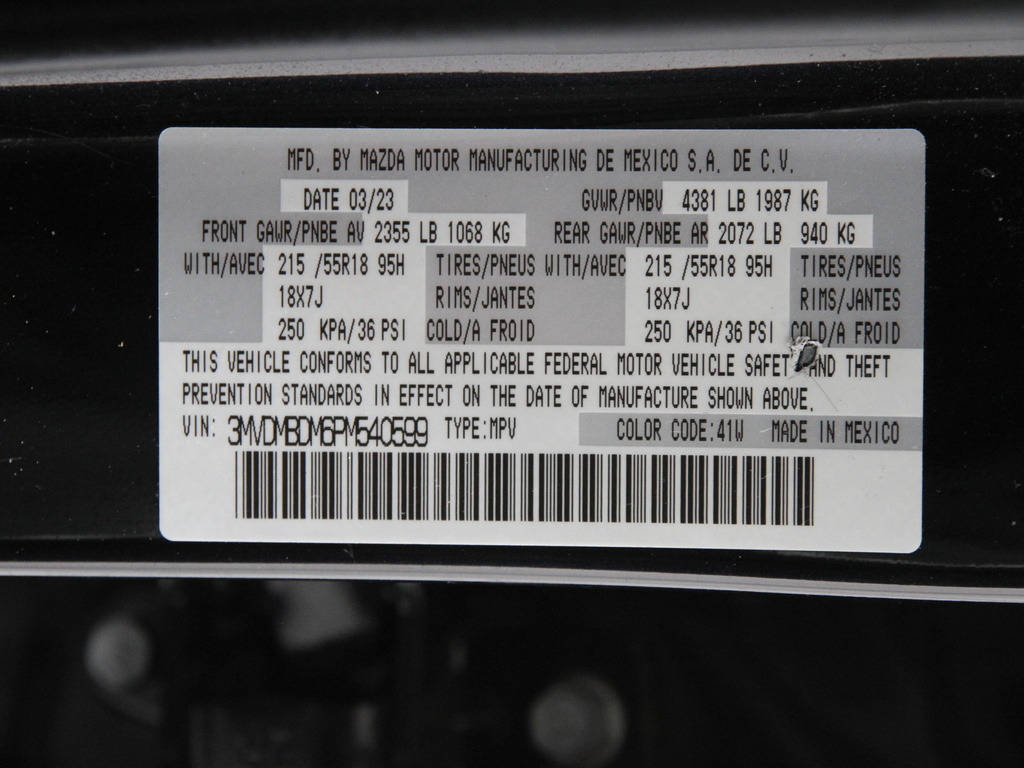 MFD. BY MAZDA MOTOR MANUFACTURING DE MEXICO S.A. DE C.V.
DATE 03/23 GVWR/PNBV 4381 LB 1987 KG
FRONT GAWR/PNBE AV 2355 LB 1068 KG REAR GAWR/PNBE AR 2072 LB 940 KG
WITH/AVEC 215 /55R18 95H TIRES/PNEUS WITH/AVEC 215 /55R18 95H TIRES/PNEUS
18X7J RIMS/JANTES 18X7J RIMS/JANTES
250 KPA/36 PSI COLD/A FROID 250 KPA/36 PSI COLD/A FROID
THIS VEHICLE CONFORMS TO ALL APPLICABLE FEDERAL MOTOR VEHICLE SAFETY AND THEFT
PREVENTION STANDARDS IN EFFECT ON THE DATE OF MANUFACTURE SHOWN ABOVE.
VIN: 3MVDMBDM6PM540599 TYPE:MPV COLOR CODE:41W MADE IN MEXICO